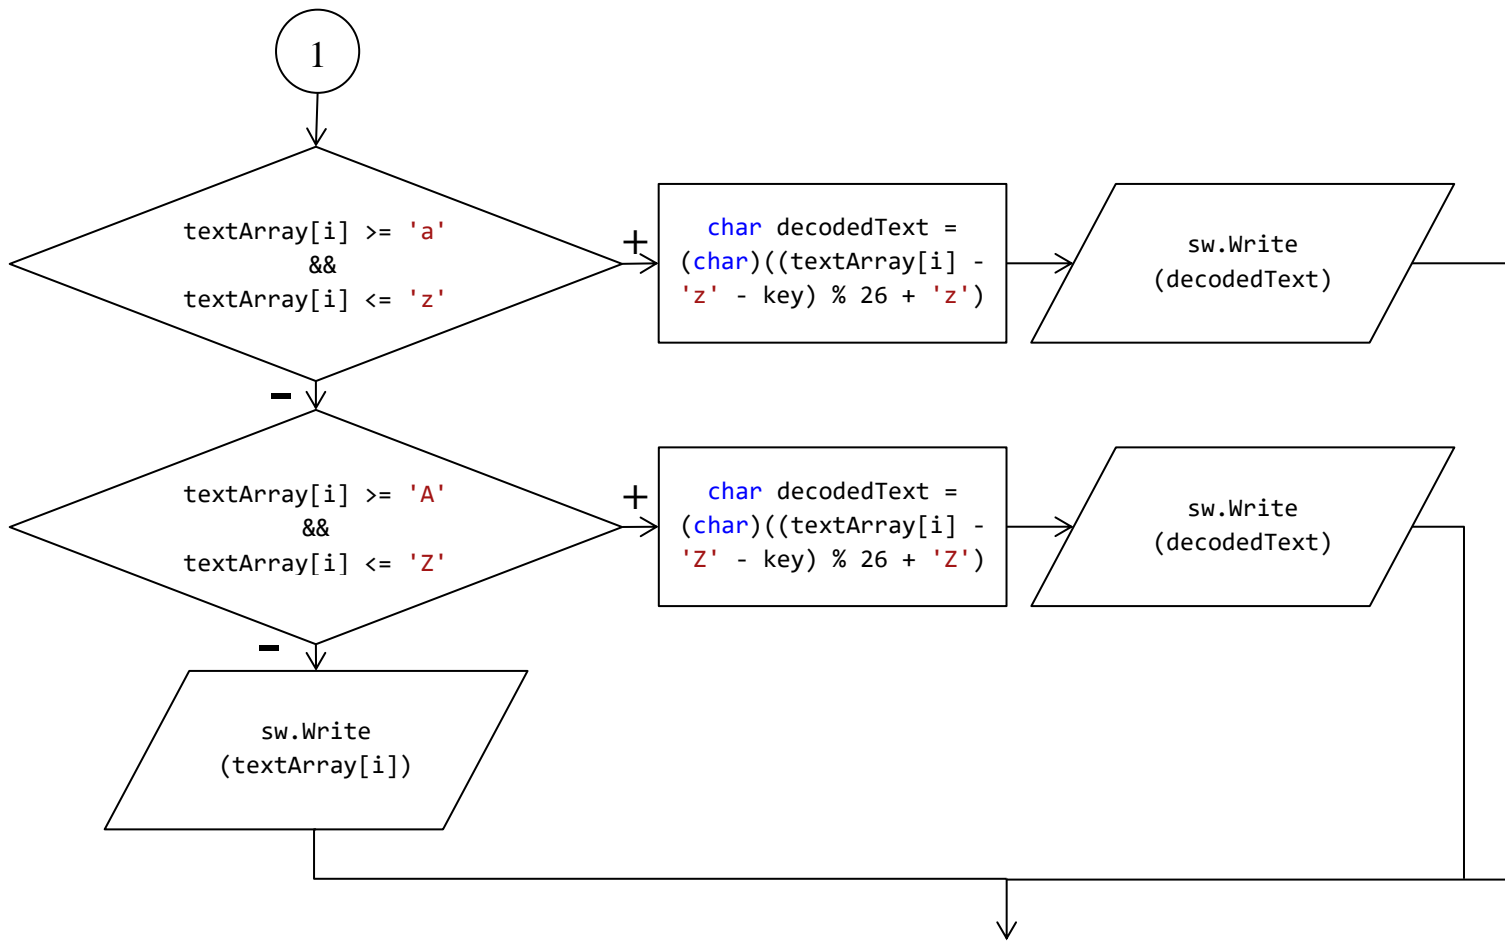 1
textArray[i] >= 'a'
&&
textArray[i] <= 'z'
+
char decodedText =
(char)((textArray[i] -
'z' - key) % 26 + 'z')
sw.Write
(decodedText)
-
textArray[i] >= 'A'
&&
textArray[i] <= 'Z'
+
char decodedText =
(char)((textArray[i] -
'Z' - key) % 26 + 'Z')
sw.Write
(decodedText)
-
sw.Write
(textArray[i])